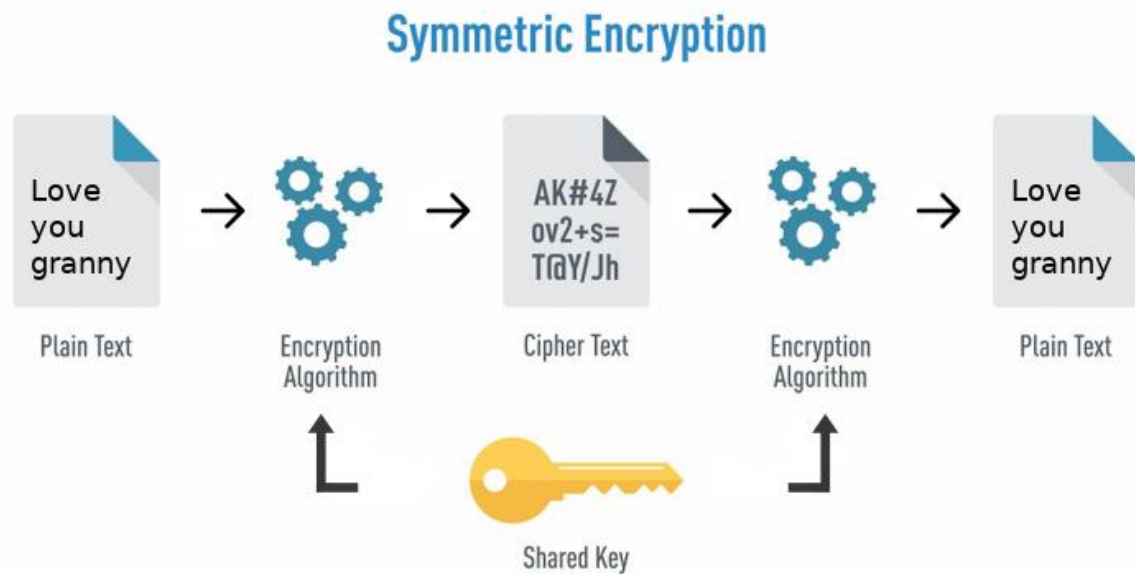 Symmetric Encryption
Love
you
granny
AK#4Z
ov2+s=
T@Y/Jh
Love
you
granny
Plain Text
Encryption
Algorithm
Cipher Text
Encryption
Algorithm
Plain Text
Shared Key